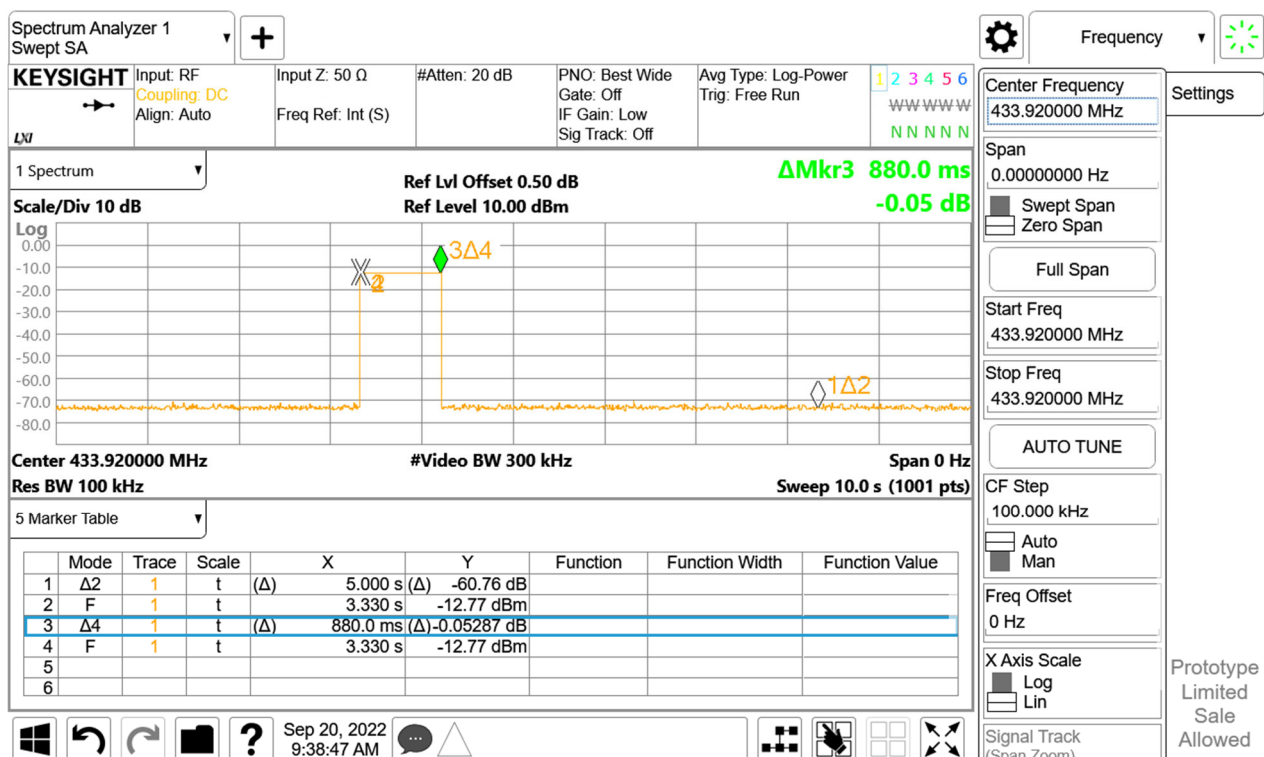 Spectrum Analyzer 1
Swept SA
+
Frequency
KEYSIGHT Input: RF Input Z: 50 Ω #Atten: 20 dB PNO: Best Wide Avg Type: Log-Power 1 2 3 4 5 6
Coupling: DC Gate: Off Trig: Free Run
Align: Auto Freq Ref: Int (S) IF Gain: Low W W W W W W
LXI Sig Track: Off N N N N N N
1 Spectrum
ΔMkr3 880.0 ms
-0.05 dB
Ref Lvl Offset 0.50 dB
Scale/Div 10 dB Ref Level 10.00 dBm
Log
0.00
-10.0
-20.0
-30.0
-40.0
-50.0
-60.0
-70.0
-80.0
3Δ4
1Δ2
Center 433.920000 MHz #Video BW 300 kHz Span 0 Hz
Res BW 100 kHz Sweep 10.0 s (1001 pts)
5 Marker Table
Mode Trace Scale X Y Function Function Width Function Value
1 Δ2 1 t (Δ) 5.000 s (Δ) -60.76 dB
2 F 1 t 3.330 s -12.77 dBm
3 Δ4 1 t (Δ) 880.0 ms (Δ) -0.05287 dB
4 F 1 t 3.330 s -12.77 dBm
5
6
Sep 20, 2022
9:38:47 AM
?
Center Frequency
433.920000 MHz
Settings
Span
0.00000000 Hz
Swept Span
Zero Span
Full Span
Start Freq
433.920000 MHz
Stop Freq
433.920000 MHz
AUTO TUNE
CF Step
100.000 kHz
Auto
Man
Freq Offset
0 Hz
X Axis Scale
Log
Lin
Signal Track
(Span Zoom)
Prototype
Limited
Sale
Allowed